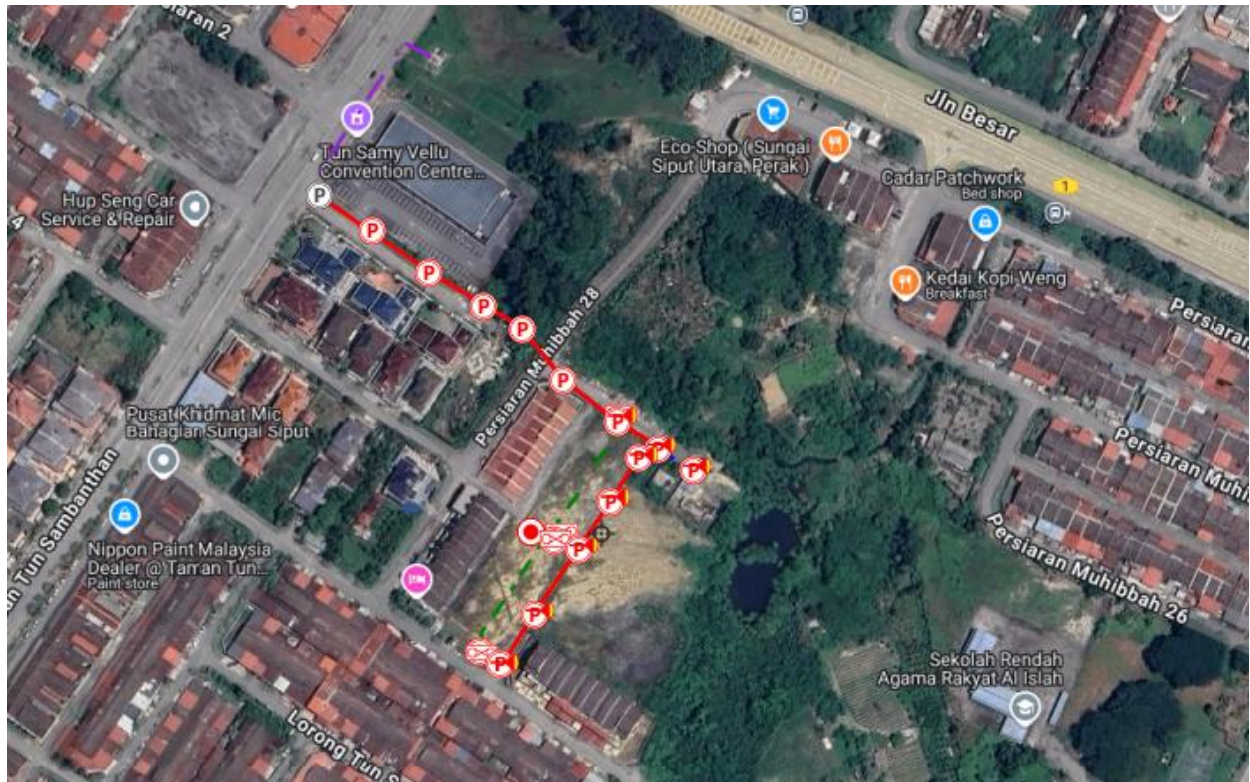 Persiaran 2
Jln Besar
1
Tun Samy Vellu
Convention Centre...
Eco-Shop ( Sungai
Siput Utara, Perak )
Cadar Patchwork
Bed shop
Hup Seng Car
Service & Repair
4
P
P
P
P
P
P
P
P
P
P
P
P
P
P
Kedai Kopi Weng
Breakfast
Persiaran
Persiaran Muhibbah 28
Pusat Khidmat Mic
Bahagian Sungai Siput
Persiaran Muhi
Nippon Paint Malaysia
Dealer @ Taman Tun...
Paint store
an Tun Sambanthan
Persiaran Muhibbah 26
Sekolah Rendah
Agama Rakyat Al Islah
Lorong Tun S